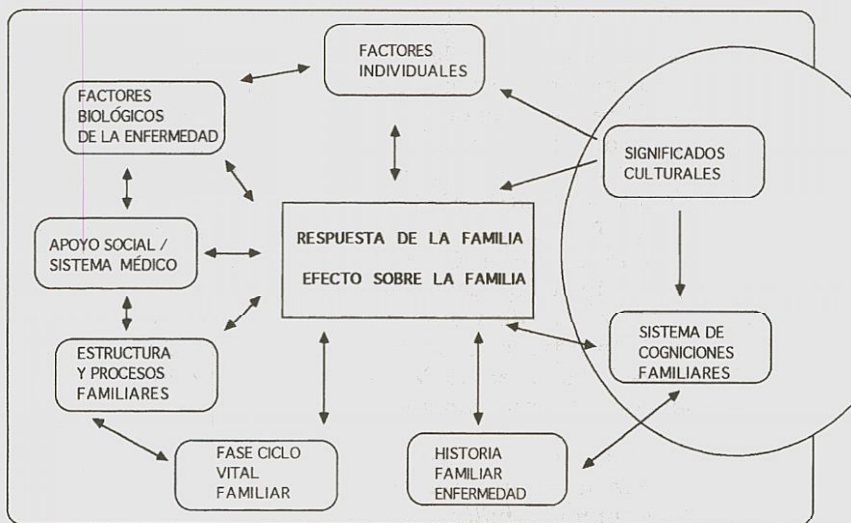 FACTORES
INDIVIDUALES
FACTORES
BIOLÓGICOS
DE LA ENFERMEDAD
SIGNIFICADOS
CULTURALES
APOYO SOCIAL /
SISTEMA MÉDICO
RESPUESTA DE LA FAMILIA
EFECTO SOBRE LA FAMILIA
ESTRUCTURA
Y PROCESOS
FAMILIARES
SISTEMA DE
COGNICIONES
FAMILIARES
FASE CICLO
VITAL
FAMILIAR
HISTORIA
FAMILIAR
ENFERMEDAD